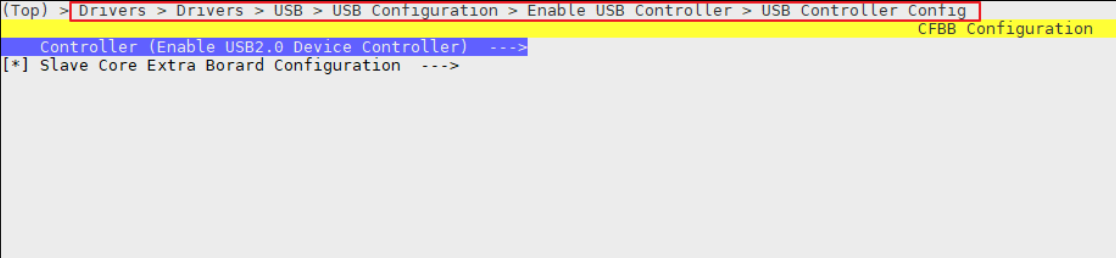 (Top) > Drivers > Drivers > USB > USB Configuration > Enable USB Controller > USB Controller Config
CFBB Configuration
Controller (Enable USB2.0 Device Controller)  --->
[*] Slave Core Extra Borard Configuration  --->